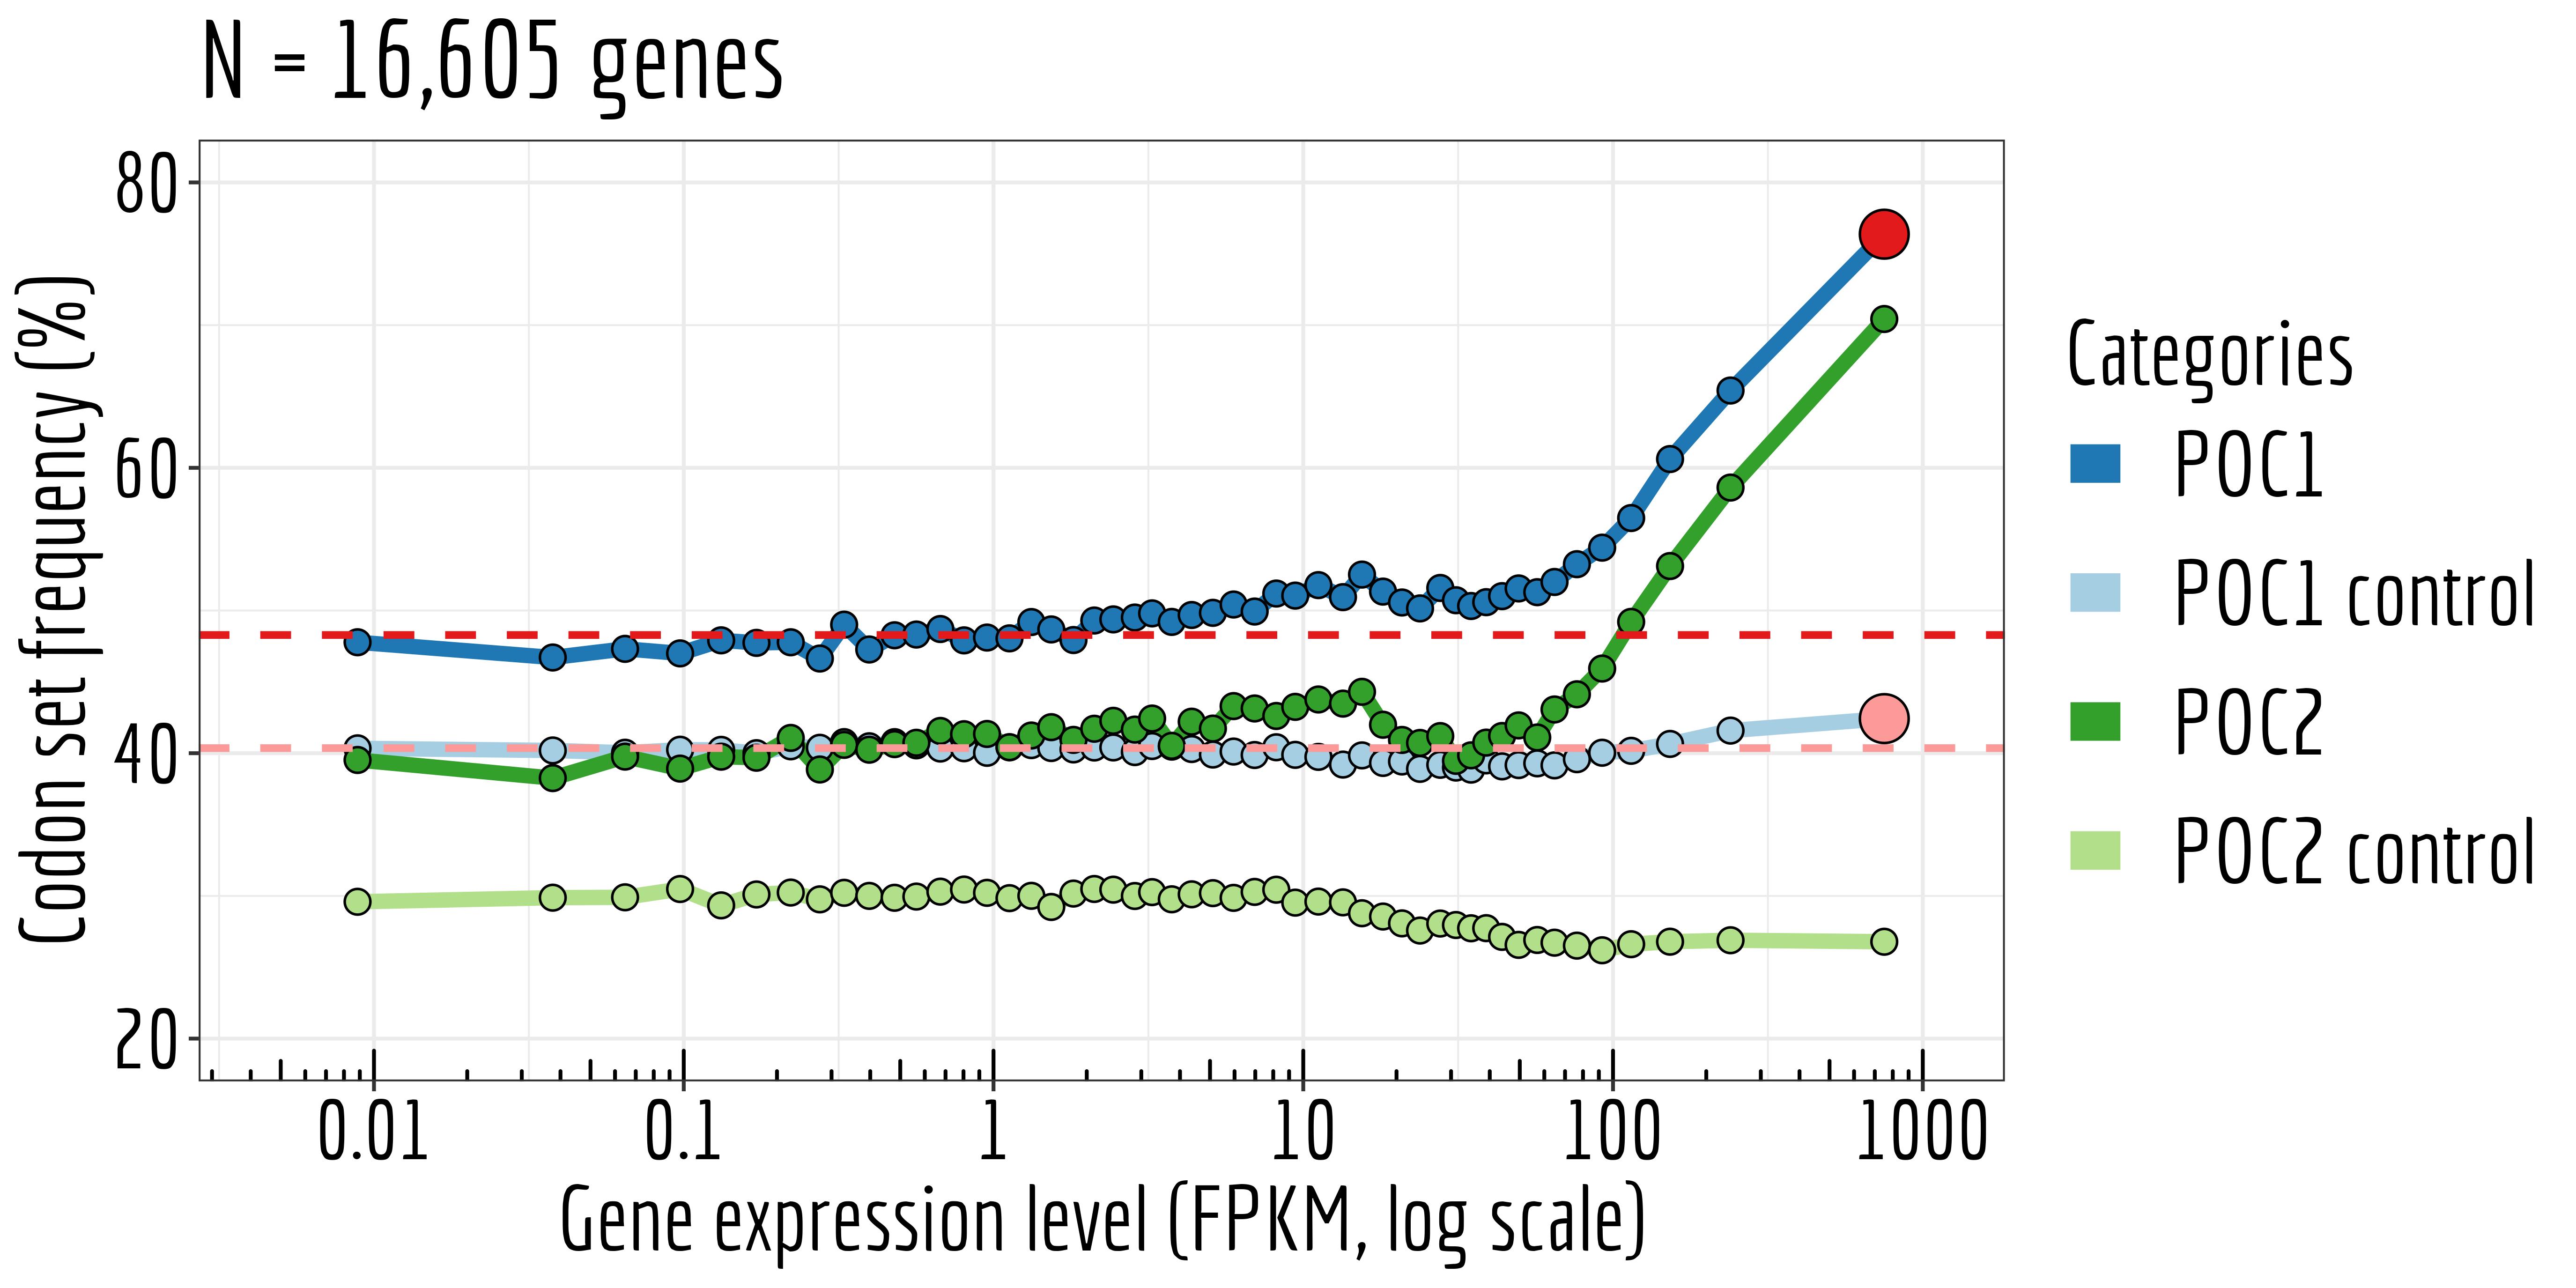 N = 16,605 genes
Codon set frequency (%)
80
60
40
20
0.01
0.1
1
10
100
1000
Gene expression level (FPKM, log scale)
Categories
POC1
POC1 control
POC2
POC2 control